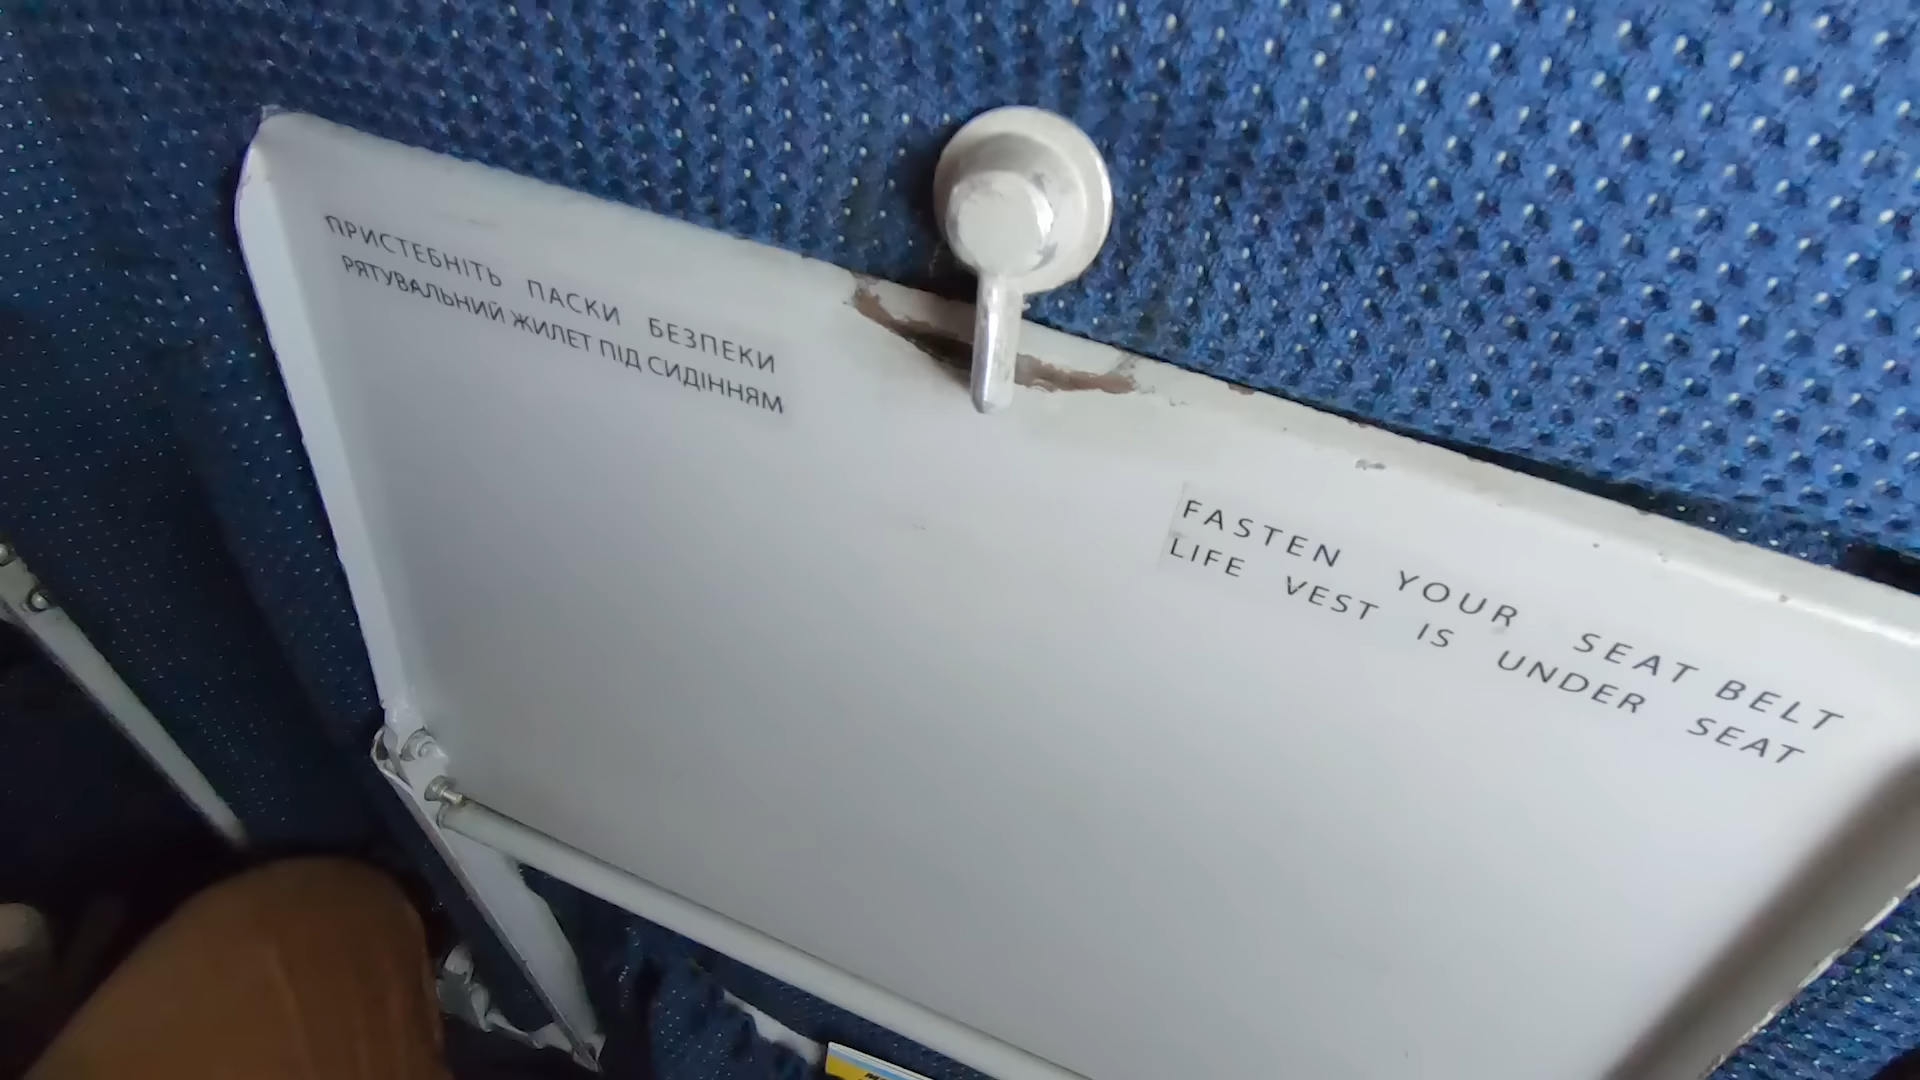 ПРИСТЕБНІТЬ ПАСКИ БЕЗПЕКИ
РЯТУВАЛЬНИЙ ЖИЛЕТ ПІД СИДІННЯМ
FASTEN YOUR SEAT BELT
LIFE VEST IS UNDER SEAT